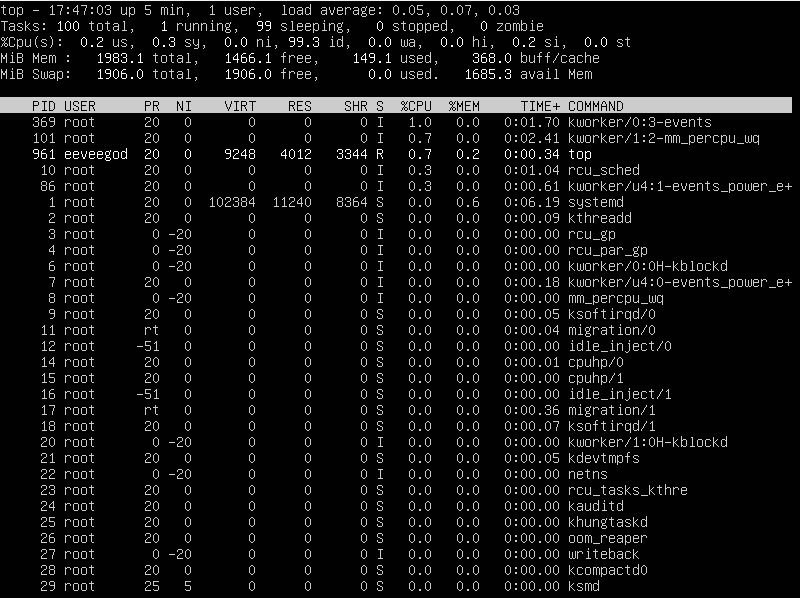 top - 17:47:03 up 5 min,  1 user,  load average: 0.05, 0.07, 0.03
Tasks: 100 total,   1 running,  99 sleeping,   0 stopped,   0 zombie
%Cpu(s):  0.2 us,  0.3 sy,  0.0 ni, 99.3 id,  0.0 wa,  0.0 hi,  0.2 si,  0.0 st
MiB Mem :   1983.1 total,   1466.1 free,    149.1 used,    368.0 buff/cache
MiB Swap:   1906.0 total,   1906.0 free,      0.0 used.   1685.3 avail Mem
PID USER      PR  NI    VIRT    RES    SHR S  %CPU  %MEM     TIME+ COMMAND
369 root      20   0       0      0      0 I   1.0   0.0   0:01.70 kworker/0:3-events
101 root      20   0       0      0      0 I   0.7   0.0   0:02.41 kworker/1:2-mm_percpu_wq
961 eeveegod  20   0    9248   4012   3344 R   0.7   0.2   0:00.34 top
10 root      20   0       0      0      0 I   0.3   0.0   0:01.04 rcu_sched
86 root      20   0       0      0      0 I   0.3   0.0   0:00.61 kworker/u4:1-events_power_e+
1 root      20   0  102384  11240   8364 S   0.0   0.6   0:06.19 systemd
2 root      20   0       0      0      0 S   0.0   0.0   0:00.09 kthreadd
3 root       0 -20       0      0      0 I   0.0   0.0   0:00.00 rcu_gp
4 root       0 -20       0      0      0 I   0.0   0.0   0:00.00 rcu_par_gp
6 root       0 -20       0      0      0 I   0.0   0.0   0:00.00 kworker/0:0H-kblockd
7 root      20   0       0      0      0 I   0.0   0.0   0:00.18 kworker/u4:0-events_power_e+
8 root       0 -20       0      0      0 I   0.0   0.0   0:00.00 mm_percpu_wq
9 root      20   0       0      0      0 S   0.0   0.0   0:00.05 ksoftirqd/0
11 root      rt   0       0      0      0 S   0.0   0.0   0:00.04 migration/0
12 root     -51   0       0      0      0 S   0.0   0.0   0:00.00 idle_inject/0
14 root      20   0       0      0      0 S   0.0   0.0   0:00.01 cpuhp/0
15 root      20   0       0      0      0 S   0.0   0.0   0:00.00 cpuhp/1
16 root     -51   0       0      0      0 S   0.0   0.0   0:00.00 idle_inject/1
17 root      rt   0       0      0      0 S   0.0   0.0   0:00.36 migration/1
18 root      20   0       0      0      0 S   0.0   0.0   0:00.07 ksoftirqd/1
20 root       0 -20       0      0      0 I   0.0   0.0   0:00.00 kworker/1:0H-kblockd
21 root      20   0       0      0      0 S   0.0   0.0   0:00.05 kdevtmpfs
22 root       0 -20       0      0      0 I   0.0   0.0   0:00.00 netns
23 root      20   0       0      0      0 S   0.0   0.0   0:00.00 rcu_tasks_kthre
24 root      20   0       0      0      0 S   0.0   0.0   0:00.00 kauditd
25 root      20   0       0      0      0 S   0.0   0.0   0:00.00 khungtaskd
26 root      20   0       0      0      0 S   0.0   0.0   0:00.00 oom_reaper
27 root       0 -20       0      0      0 I   0.0   0.0   0:00.00 writeback
28 root      20   0       0      0      0 S   0.0   0.0   0:00.00 kcompactd0
29 root      25   5       0      0      0 S   0.0   0.0   0:00.00 ksmd